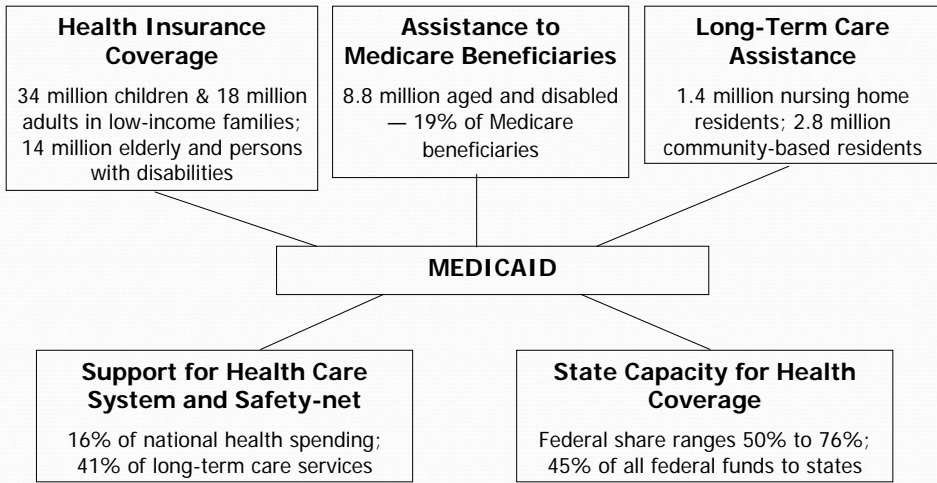 Health Insurance
Coverage
34 million children & 18 million
adults in low-income families;
14 million elderly and persons
with disabilities
Assistance to
Medicare Beneficiaries
8.8 million aged and disabled
— 19% of Medicare
beneficiaries
Long-Term Care
Assistance
1.4 million nursing home
residents; 2.8 million
community-based residents
MEDICAID
Support for Health Care
System and Safety-net
16% of national health spending;
41% of long-term care services
State Capacity for Health
Coverage
Federal share ranges 50% to 76%;
45% of all federal funds to states